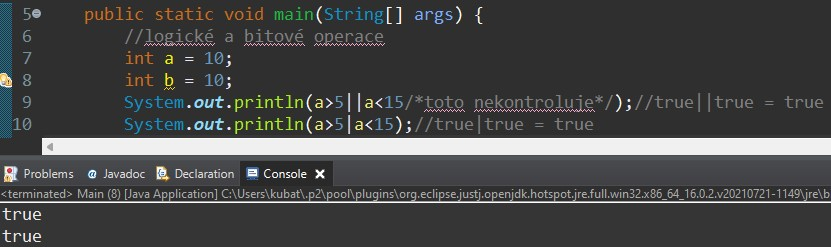 5 public static void main(String[] args) {
6 //logické a bitové operace
7 int a = 10;
8 int b = 10;
9 System.out.println(a>5||a<15/*toto nekontroluje*/);//true||true = true
10 System.out.println(a>5|a<15);//true|true = true
Problems @ Javadoc Declaration Console
<terminated> Main (8) [Java Application] C:\Users\kubat\.p2\pool\plugins\org.eclipse.justj.openjdk.hotspot.jre.full.win32.x86_64_16.0.2.v20210721-1149\jre\b
true
true